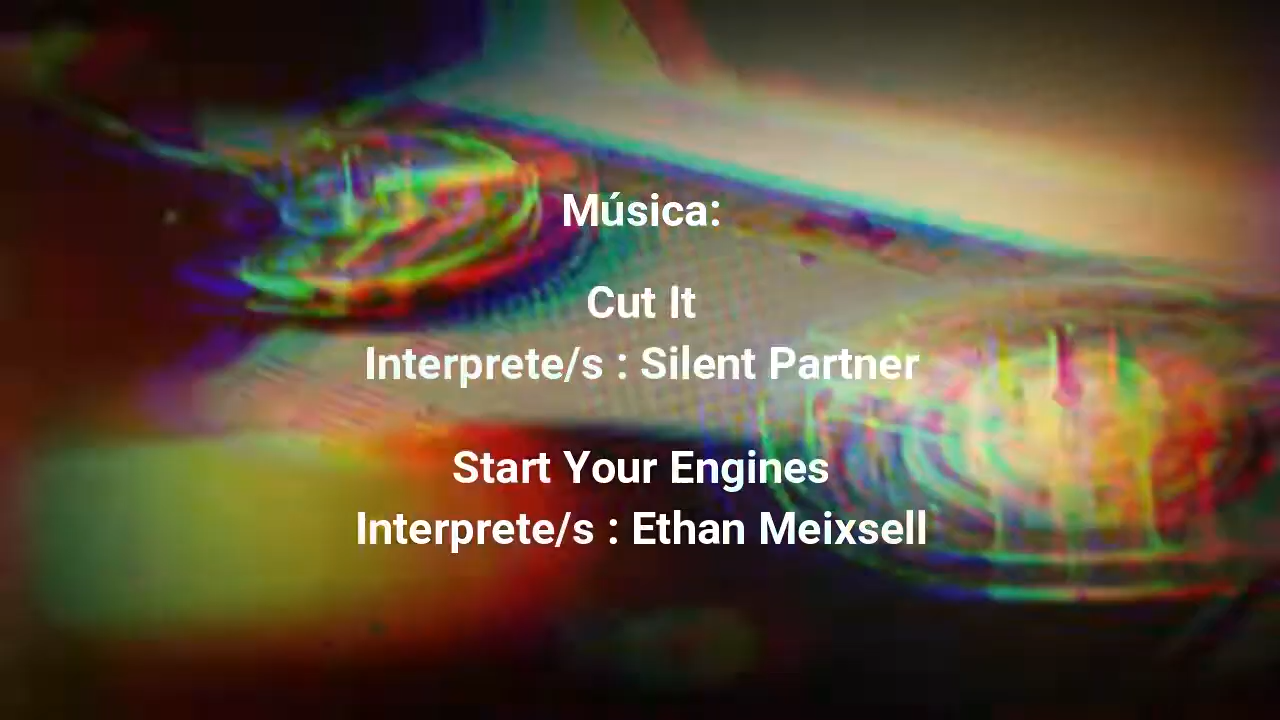 Música:
Cut It
Interprete/s : Silent Partner
Start Your Engines
Interprete/s : Ethan Meixsell